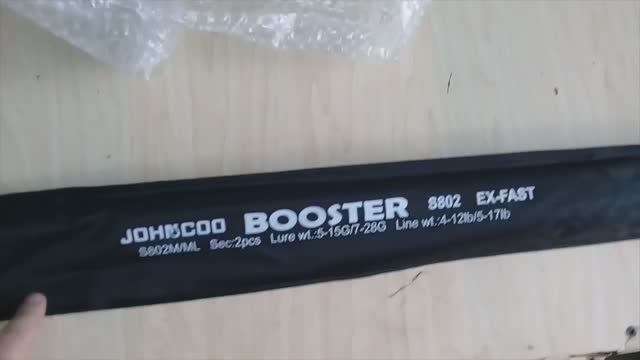 JOHNCOO BOOSTER S802 EX-FAST
S802M/ML Sec:2pcs Lure wt.:5-15G/7-28G Line wt.:4-12lb/5-17lb